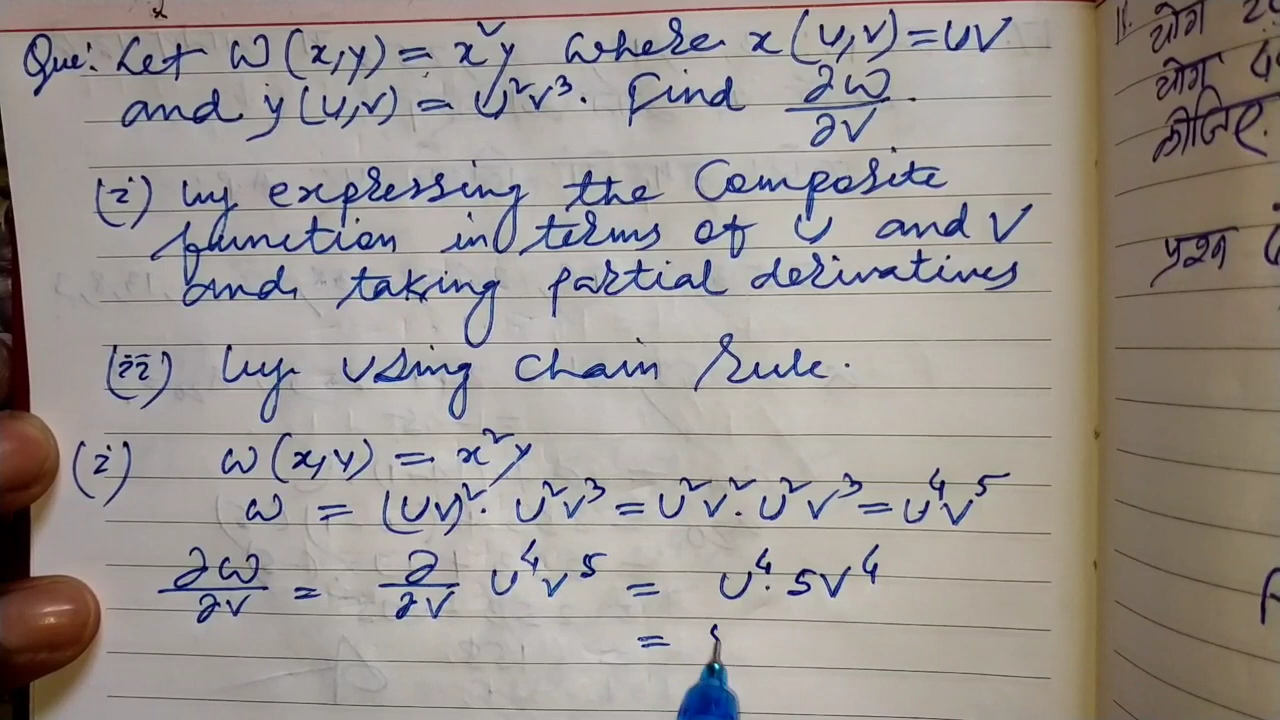 Que: Let ω(x,y) = x²y where x(u,v) = uv
and y(u,v) = u²v³. Find ∂ω/∂v.
(i) by expressing the composite
function in terms of u and v
and taking partial derivatives
(ii) by using chain rule.
(i) ω(x,y) = x²y
ω = (uv)². u²v³ = u²v².u²v³ = u⁴v⁵
∂ω/∂v = ∂/∂v u⁴v⁵ = u⁴.5v⁴
=
योग
योग
कीजिए.
प्रश्न